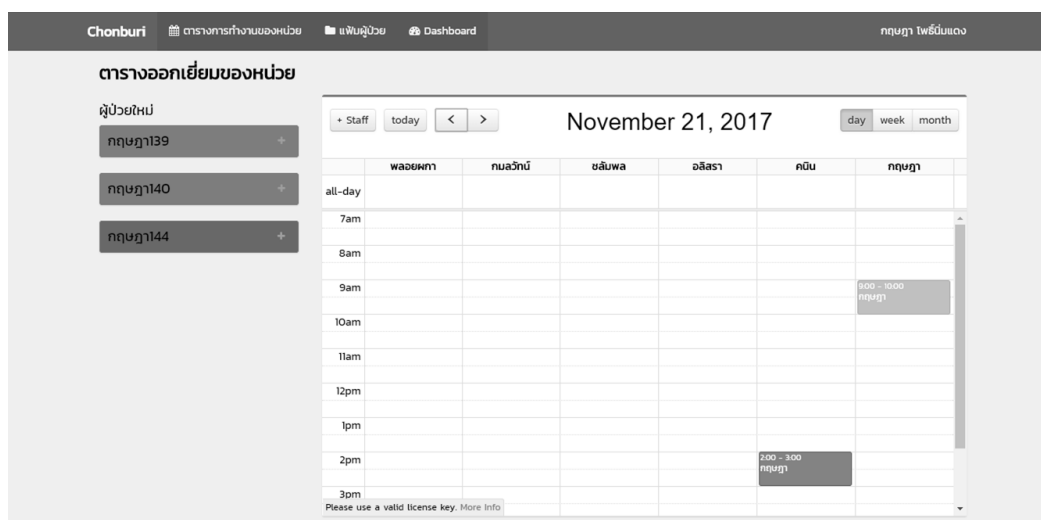 Chonburi ตารางการทำงานของหน่วย แฟ้มผู้ป่วย Dashboard กฤษฎา โพธิ์นิ่มแดง
ตารางออกเยี่ยมของหน่วย
ผู้ป่วยใหม่
กฤษฎา139 +
กฤษฎา140 +
กฤษฎา144 +
+ Staff today < > November 21, 2017 day week month
พลอยผกา กมลวัทน์ ชลัมพล อลิสรา คนิน กฤษฎา
all-day
7am
8am
9am
9:00 - 10:00
กฤษฎา
10am
11am
12pm
1pm
2pm
2:00 - 3:00
กฤษฎา
3pm
Please use a valid license key. More Info